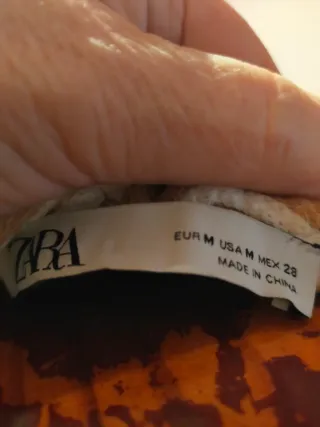 ZARA
EUR M USA M MEX 28
MADE IN CHINA